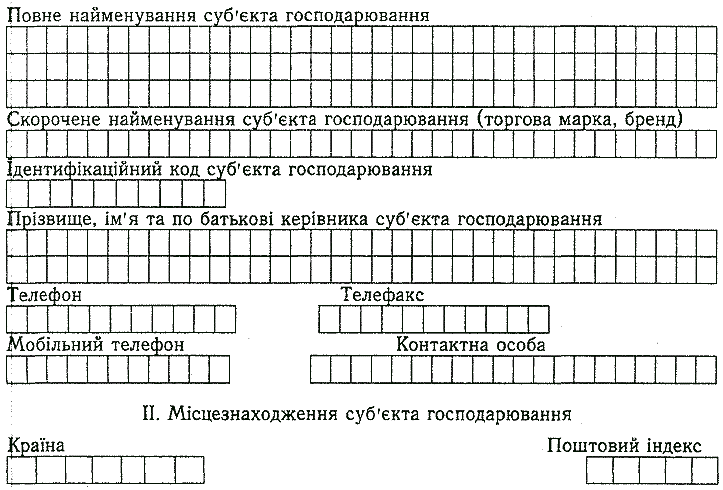 Повне найменування суб'єкта господарювання
Скорочене найменування суб'єкта господарювання (торгова марка, бренд)
Ідентифікаційний код суб'єкта господарювання
Прізвище, ім'я та по батькові керівника суб'єкта господарювання
Телефон Телефакс
Мобільний телефон Контактна особа
II. Місцезнаходження суб'єкта господарювання
Країна Поштовий індекс